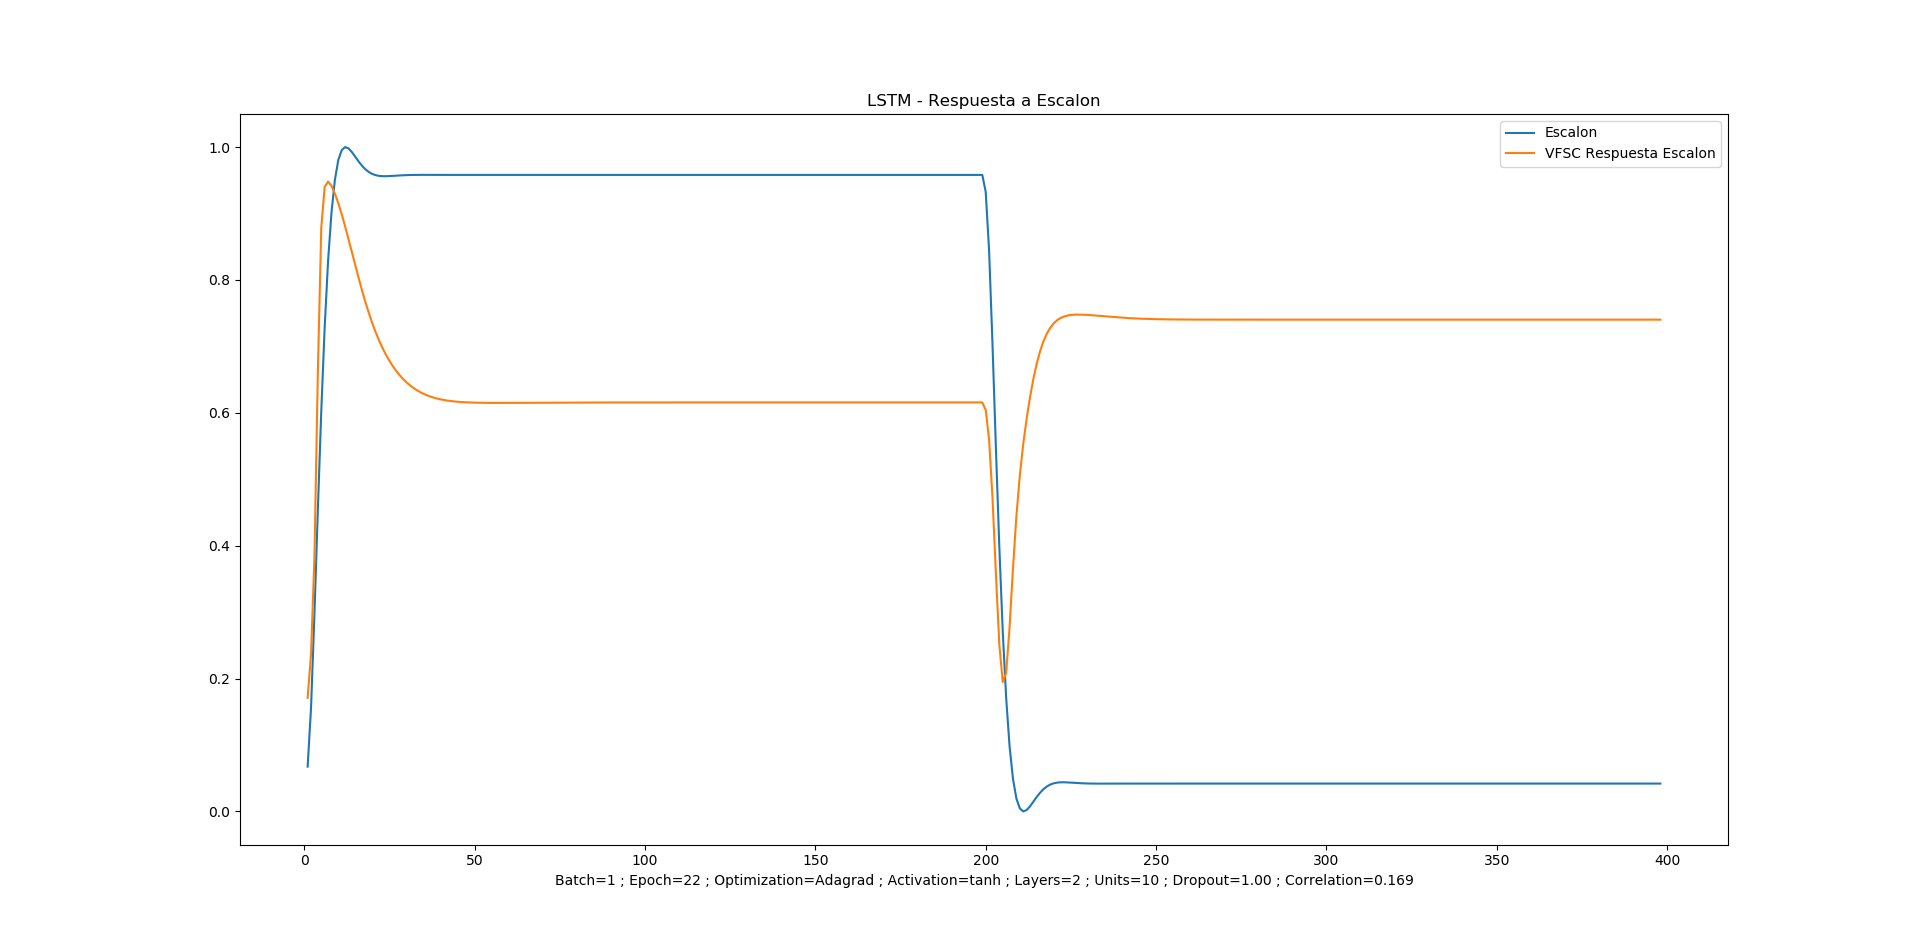 LSTM - Respuesta a Escalon
Escalon
VFSC Respuesta Escalon
1.0
0.8
0.6
0.4
0.2
0.0
0 50 100 150 200 250 300 350 400
Batch=1 ; Epoch=22 ; Optimization=Adagrad ; Activation=tanh ; Layers=2 ; Units=10 ; Dropout=1.00 ; Correlation=0.169